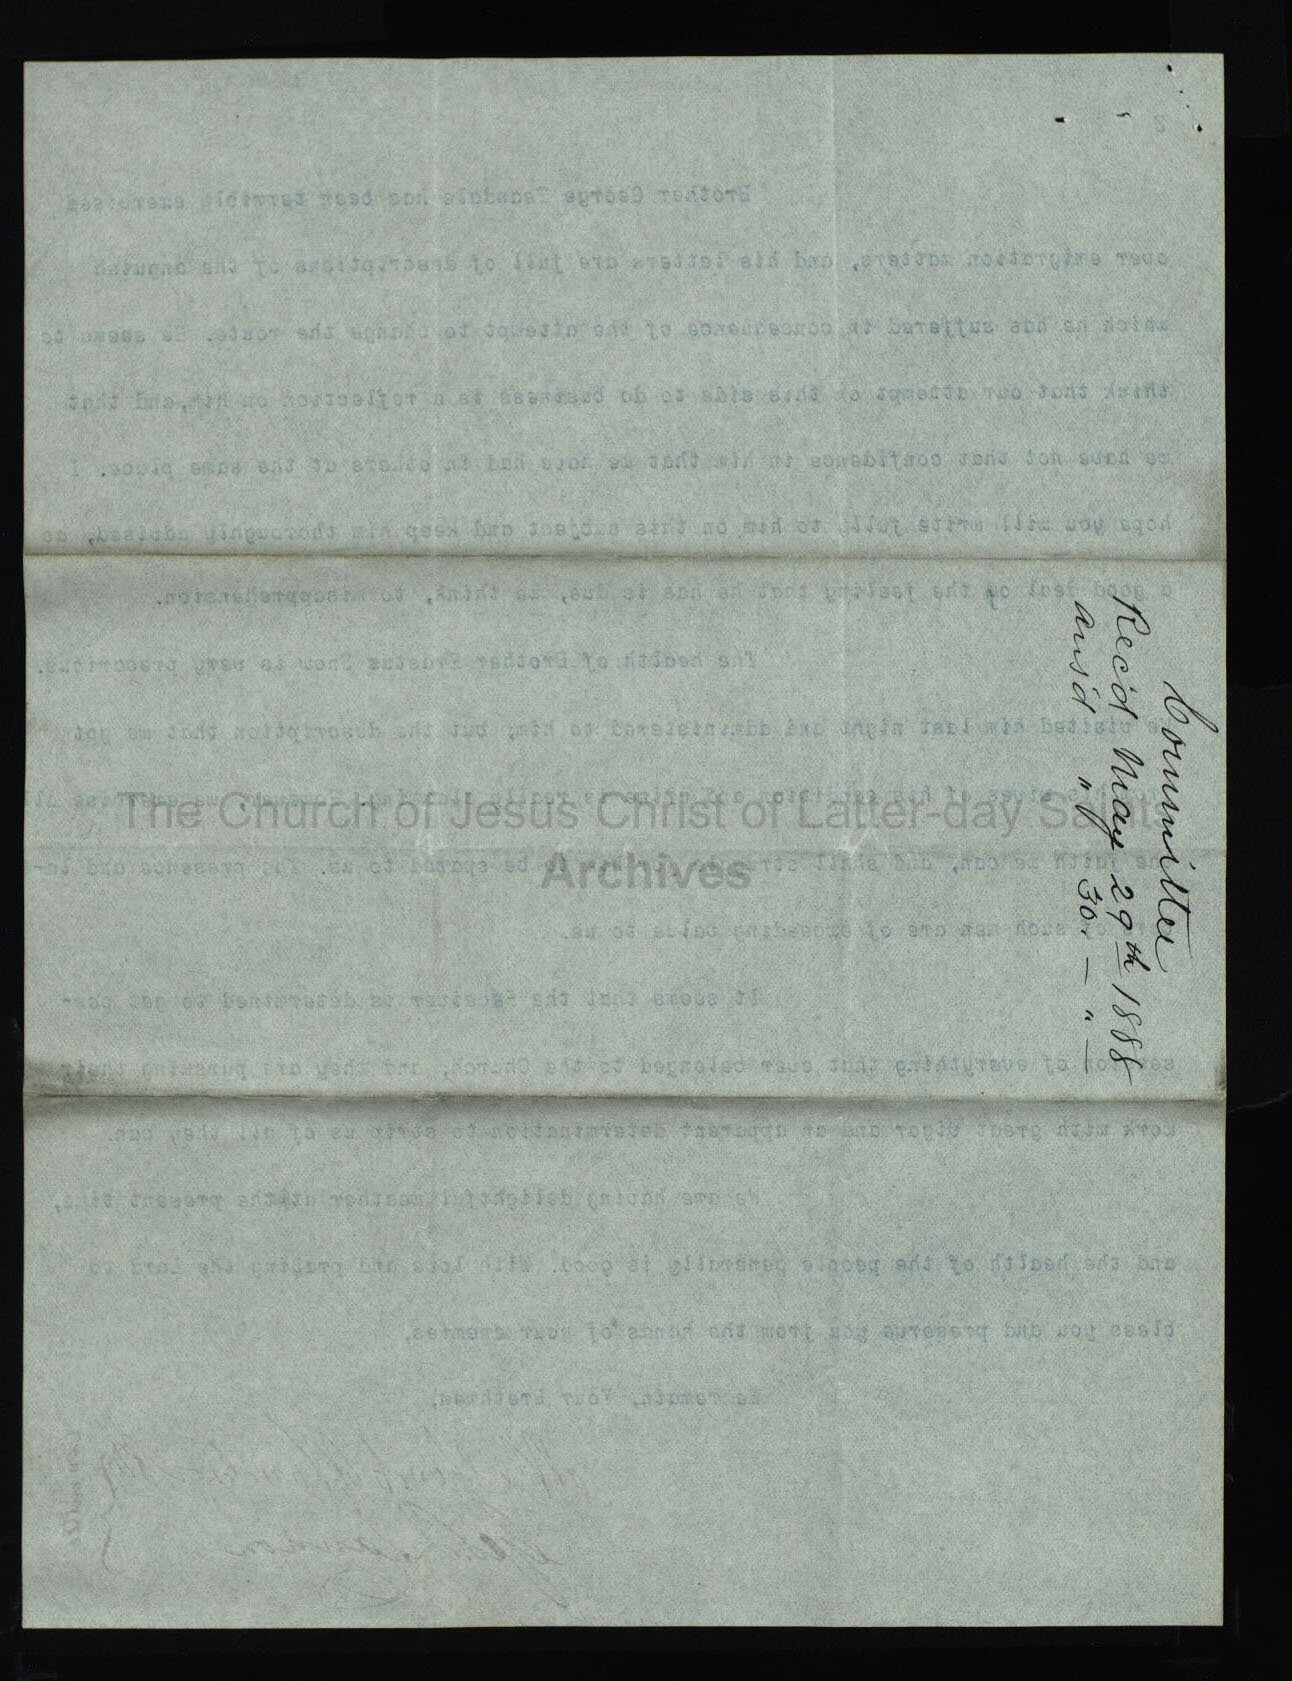 Committee
Rec'd May 29th 1888
ans'd " 30. — " —
The Church of Jesus Christ of Latter-day Saints
Archives
2
Brother George Teasdale has been terribly exercised
over emigration matters, and his letters are full of descriptions of the anguish
which he has suffered in consequence of the attempt to change the route. He seems to
think that our attempt on this side to do business is a reflection on him, and that
we have not that confidence in him that we have had in others at the same place. I
hope you will write fully to him on this subject and keep him thoroughly advised, as
a good deal of the feeling that he has is due, we think, to misapprehension.
The health of Brother Erastus Snow is very precarious.
We visited him last night and administered to him; but the description that we got
of his is really alarming. However, we exercise all
the faith we can, and shall to be spared to us. The presence and
of such men are of exceeding value to us.
It seems that the Receiver is determined to get pos-
session of everything that ever belonged to the Church, and they are pursuing their
work with great vigor and an apparent determination to strip us of all they can.
We are having delightful weather at the present time,
and the health of the people generally is good. With love and praying the Lord to
bless you and preserve you from the hands of your enemies,
We remain, Your Brethren,